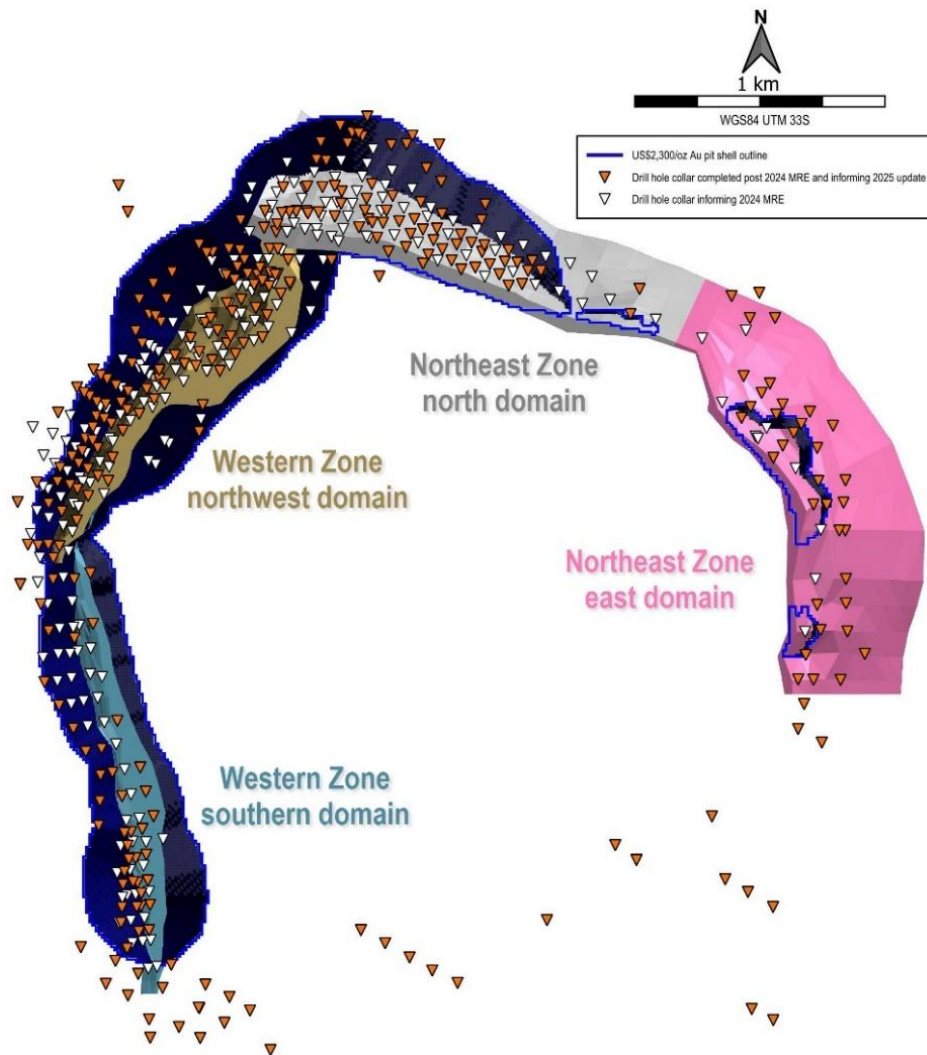 N
1 km
WGS84 UTM 33S
US$2,300/oz Au pit shell outline
Drill hole collar completed post 2024 MRE and informing 2025 update
Drill hole collar informing 2024 MRE
Northeast Zone
north domain
Western Zone
northwest domain
Northeast Zone
east domain
Western Zone
southern domain